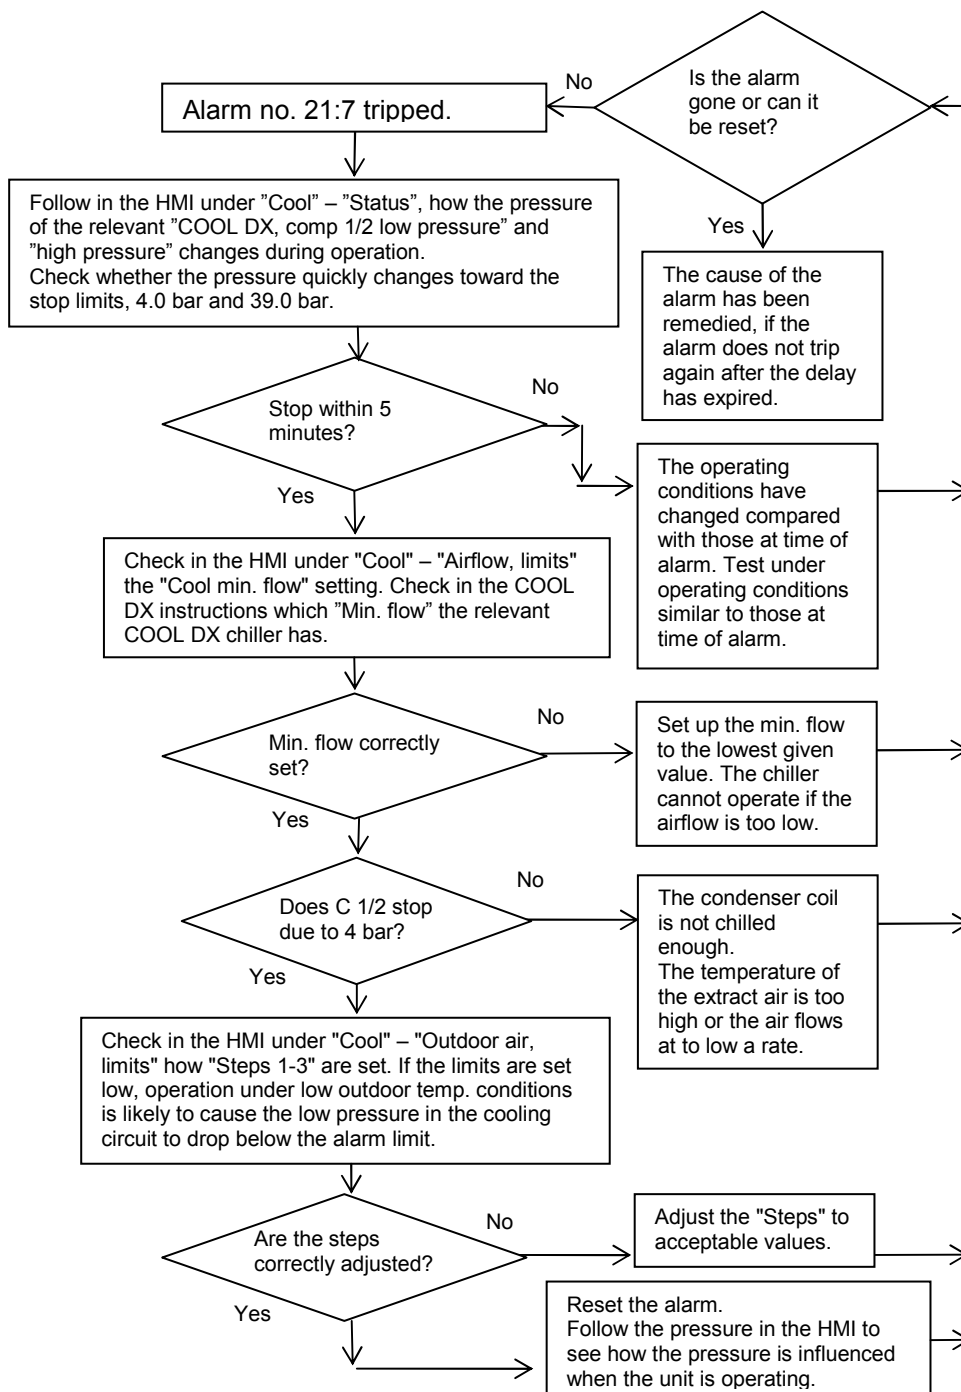 Is the alarm
gone or can it
be reset?
No
Alarm no. 21:7 tripped.
Yes
Follow in the HMI under ”Cool” – ”Status”, how the pressure
of the relevant ”COOL DX, comp 1/2 low pressure” and
”high pressure” changes during operation.
Check whether the pressure quickly changes toward the
stop limits, 4.0 bar and 39.0 bar.
The cause of the
alarm has been
remedied, if the
alarm does not trip
again after the delay
has expired.
Stop within 5
minutes?
No
Yes
The operating
conditions have
changed compared
with those at time of
alarm. Test under
operating conditions
similar to those at
time of alarm.
Check in the HMI under "Cool" – "Airflow, limits"
the "Cool min. flow" setting. Check in the COOL
DX instructions which ”Min. flow” the relevant
COOL DX chiller has.
Min. flow correctly
set?
No
Yes
Set up the min. flow
to the lowest given
value. The chiller
cannot operate if the
airflow is too low.
Does C 1/2 stop
due to 4 bar?
No
Yes
The condenser coil
is not chilled
enough.
The temperature of
the extract air is too
high or the air flows
at to low a rate.
Check in the HMI under "Cool" – "Outdoor air,
limits" how "Steps 1-3" are set. If the limits are set
low, operation under low outdoor temp. conditions
is likely to cause the low pressure in the cooling
circuit to drop below the alarm limit.
Are the steps
correctly adjusted?
No
Yes
Adjust the "Steps" to
acceptable values.
Reset the alarm.
Follow the pressure in the HMI to
see how the pressure is influenced
when the unit is operating.